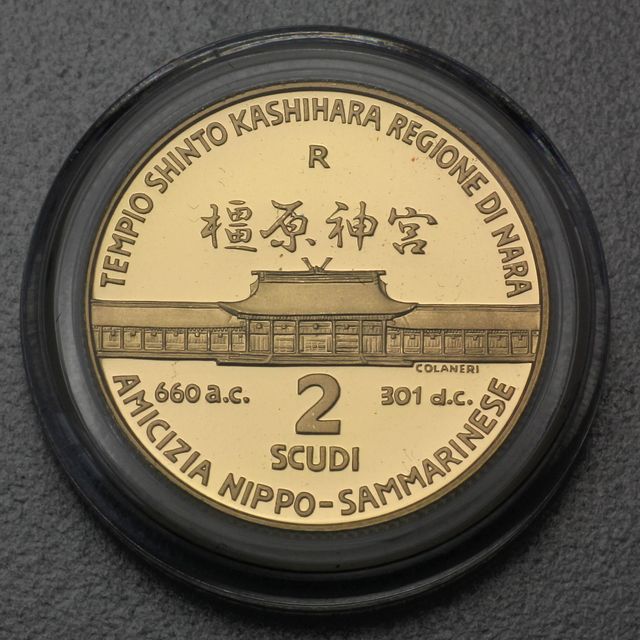 TEMPIO SHINTO KASHIHARA REGIONE DI NARA
R
橿原神宮
COLANERI
660 a.c. 2 301 d.c.
SCUDI
AMICIZIA NIPPO-SAMMARINESE